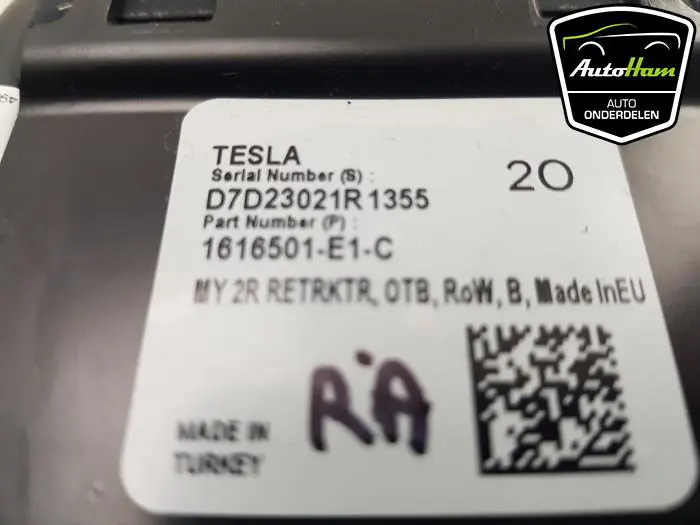 AutoHam
AUTO
ONDERDELEN
TESLA
Serial Number (S) :
20
D7D23021R1355
Part Number (P) :
1616501-E1-C
MY 2R RETRKTR, OTB, RoW, B, Made InEU
RA
MADE IN
TURKEY